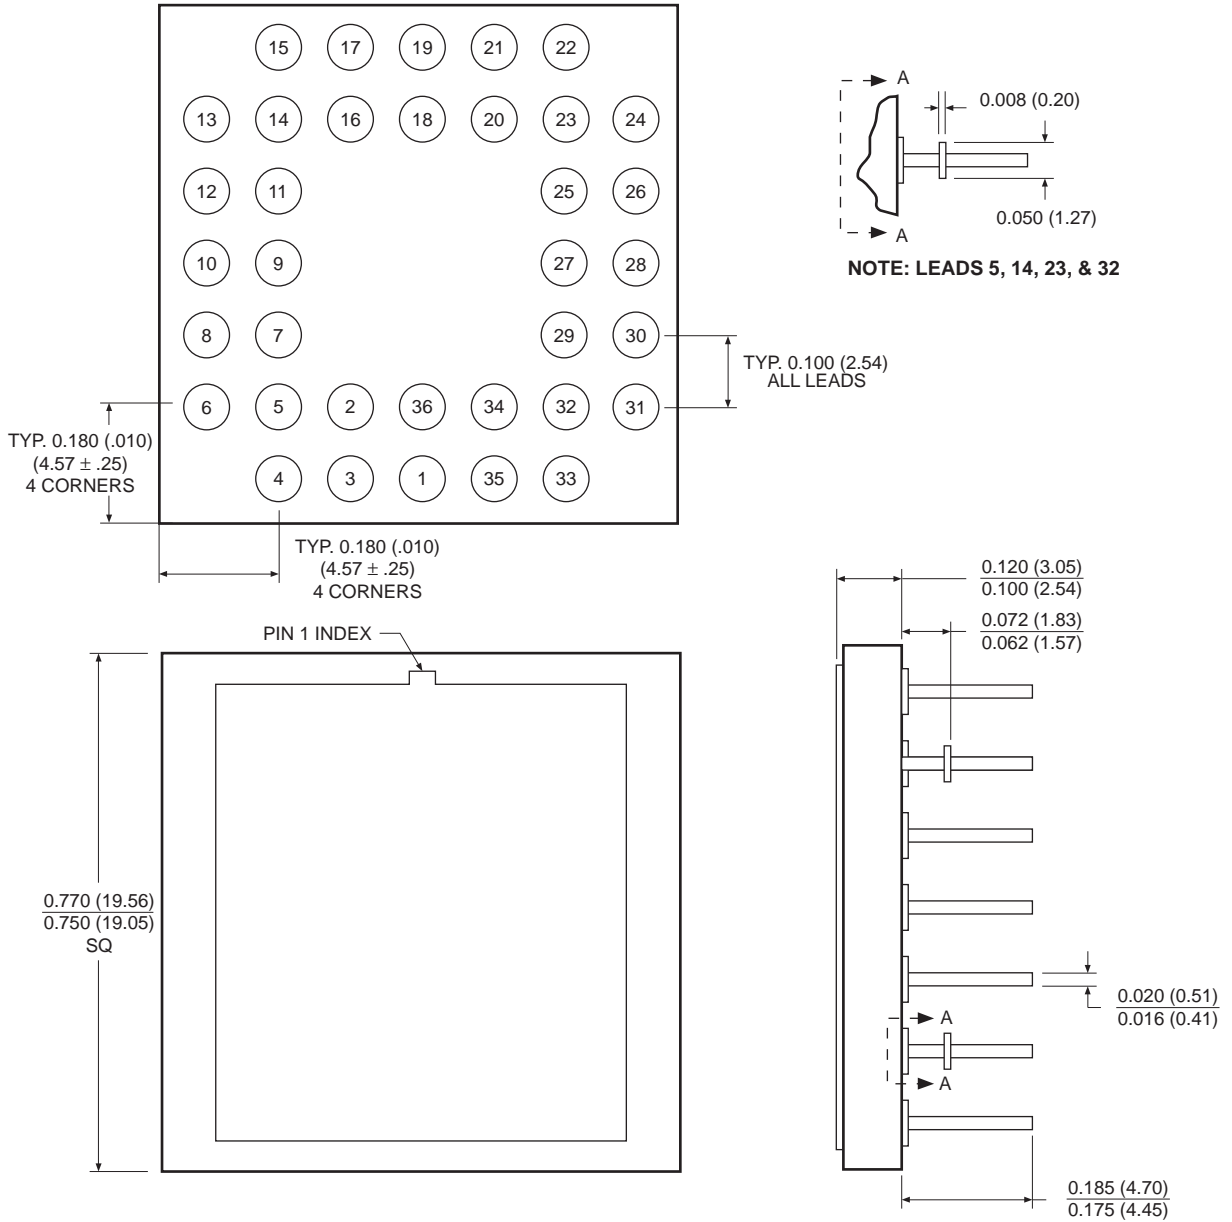 15 17 19 21 22
13 14 16 18 20 23 24
12 11 25 26
10 9 27 28
8 7 29 30
6 5 2 36 34 32 31
4 3 1 35 33
A
0.008 (0.20)
0.050 (1.27)
A
NOTE: LEADS 5, 14, 23, & 32
TYP. 0.100 (2.54)
ALL LEADS
TYP. 0.180 (.010)
(4.57 ± .25)
4 CORNERS
TYP. 0.180 (.010)
(4.57 ± .25)
4 CORNERS
PIN 1 INDEX
0.770 (19.56)
0.750 (19.05)
SQ
0.120 (3.05)
0.100 (2.54)
0.072 (1.83)
0.062 (1.57)
0.020 (0.51)
0.016 (0.41)
A
A
0.185 (4.70)
0.175 (4.45)